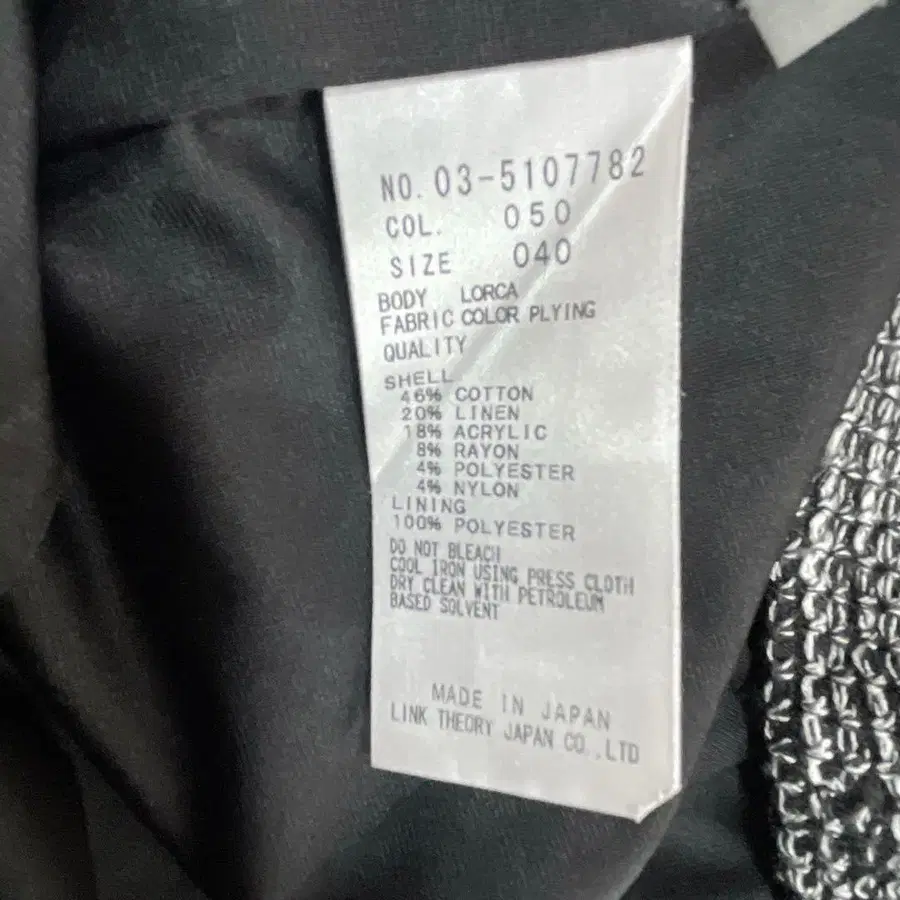 NO. 03-5107782
COL. 050
SIZE 040
BODY LORCA
FABRIC COLOR PLYING
QUALITY
SHELL
46% COTTON
20% LINEN
18% ACRYLIC
8% RAYON
4% POLYESTER
4% NYLON
LINING
100% POLYESTER
DO NOT BLEACH
COOL IRON USING PRESS CLOTH
DRY CLEAN WITH PETROLEUM
BASED SOLVENT
MADE IN JAPAN
LINK THEORY JAPAN CO.,LTD